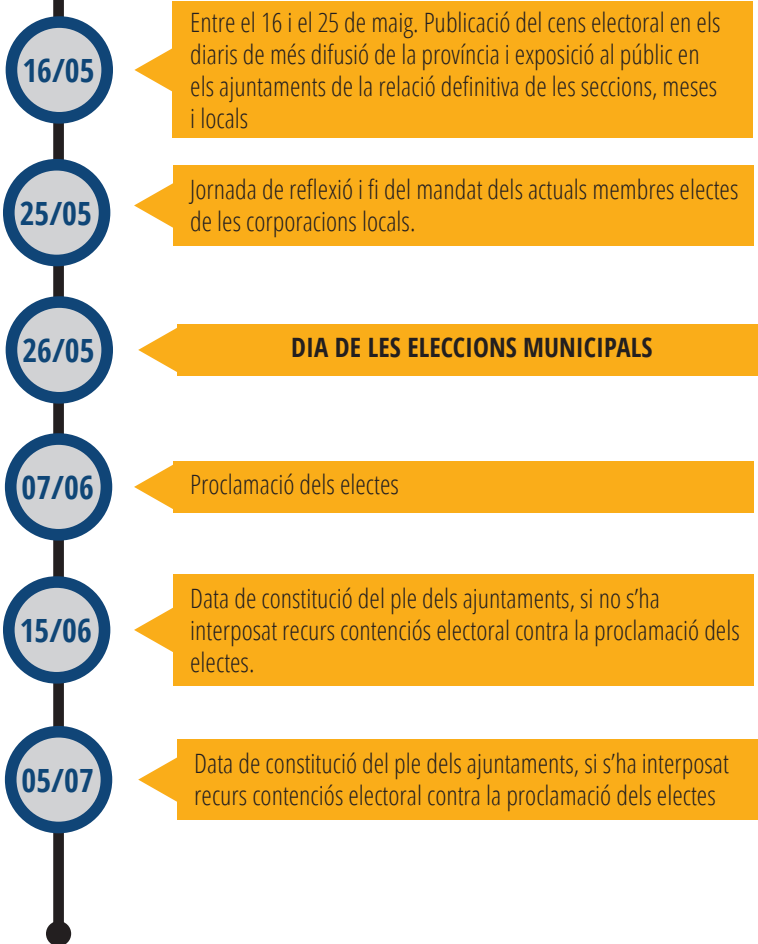 16/05
Entre el 16 i el 25 de maig. Publicació del cens electoral en els
diaris de més difusió de la província i exposició al públic en
els ajuntaments de la relació definitiva de les seccions, meses
i locals
25/05
Jornada de reflexió i fi del mandat dels actuals membres electes
de les corporacions locals.
26/05
DIA DE LES ELECCIONS MUNICIPALS
07/06
Proclamació dels electes
15/06
Data de constitució del ple dels ajuntaments, si no s’ha
interposat recurs contenciós electoral contra la proclamació dels
electes.
05/07
Data de constitució del ple dels ajuntaments, si s’ha interposat
recurs contenciós electoral contra la proclamació dels electes